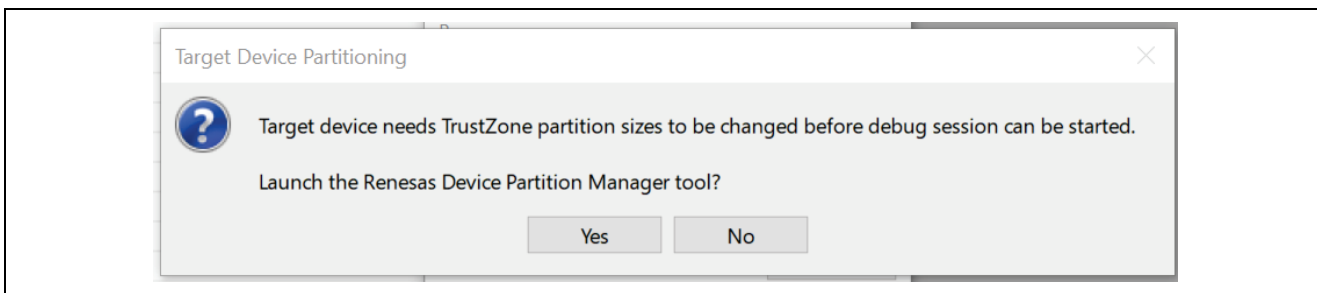 Target Device Partitioning
Target device needs TrustZone partition sizes to be changed before debug session can be started.
Launch the Renesas Device Partition Manager tool?
Yes
No